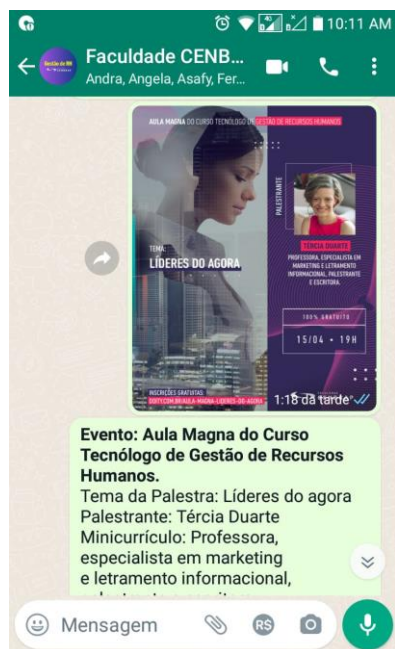 10:11 AM
Faculdade CENB...
Andra, Angela, Asafy, Fer...
AULA MAGNA DO CURSO TECNÓLOGO DE GESTÃO DE RECURSOS HUMANOS
PALESTRANTE
TÉRCIA DUARTE
PROFESSORA, ESPECIALISTA EM
MARKETING E LETRAMENTO
INFORMACIONAL, PALESTRANTE
E ESCRITORA.
TEMA:
LÍDERES DO AGORA
100% GRATUITO
15/04 • 19H
INSCRIÇÕES GRATUITAS:
1:18 da tarde
Evento: Aula Magna do Curso
Tecnólogo de Gestão de Recursos
Humanos.
Tema da Palestra: Líderes do agora
Palestrante: Tércia Duarte
Minicurrículo: Professora,
especialista em marketing
e letramento informacional,
Mensagem
R$